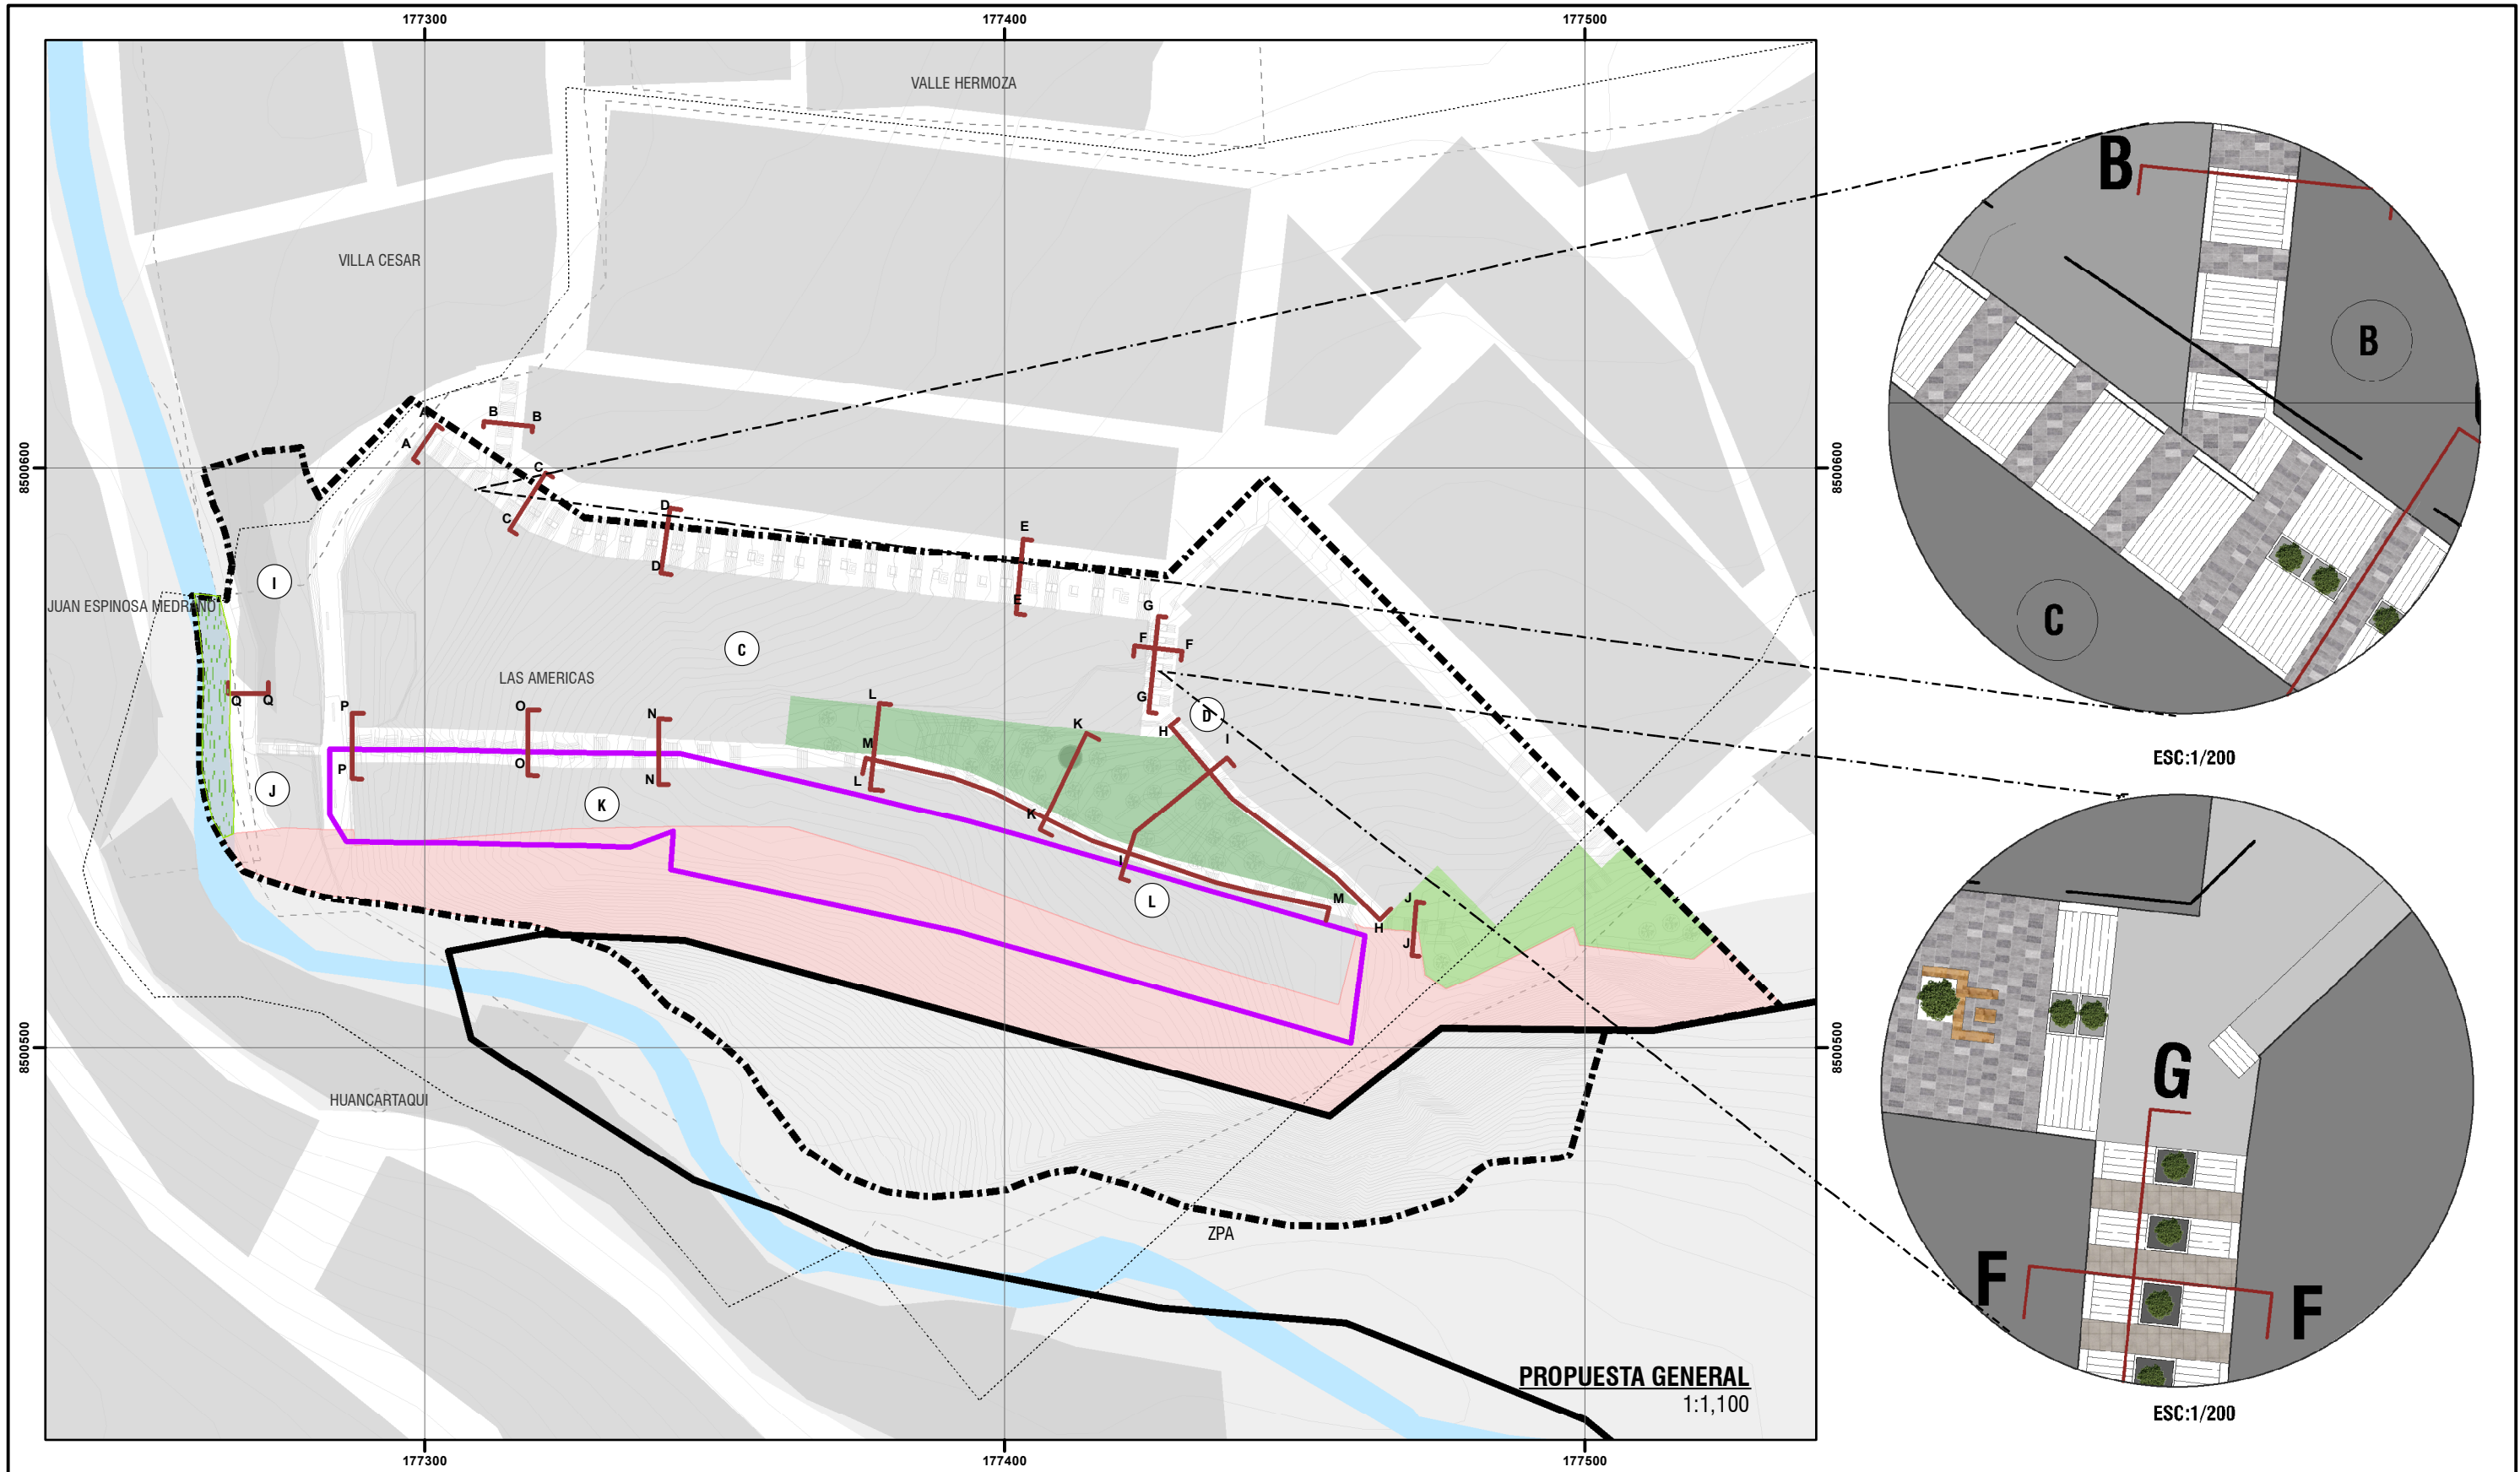 177300
177400
177500
VALLE HERMOZA
VILLA CESAR
8500600
8500600
A
A
B
B
C
C
D
D
E
E
G
F
F
G
I
JUAN ESPINOSA MEDRANO
C
LAS AMERICAS
D
Q
Q
P
P
O
O
N
N
L
M
L
K
K
H
I
I
J
K
L
M
H
J
J
8500500
8500500
HUANCARTAQUI
ZPA
PROPUESTA GENERAL
1:1,100
177300
177400
177500
B
B
C
ESC:1/200
G
F
F
ESC:1/200